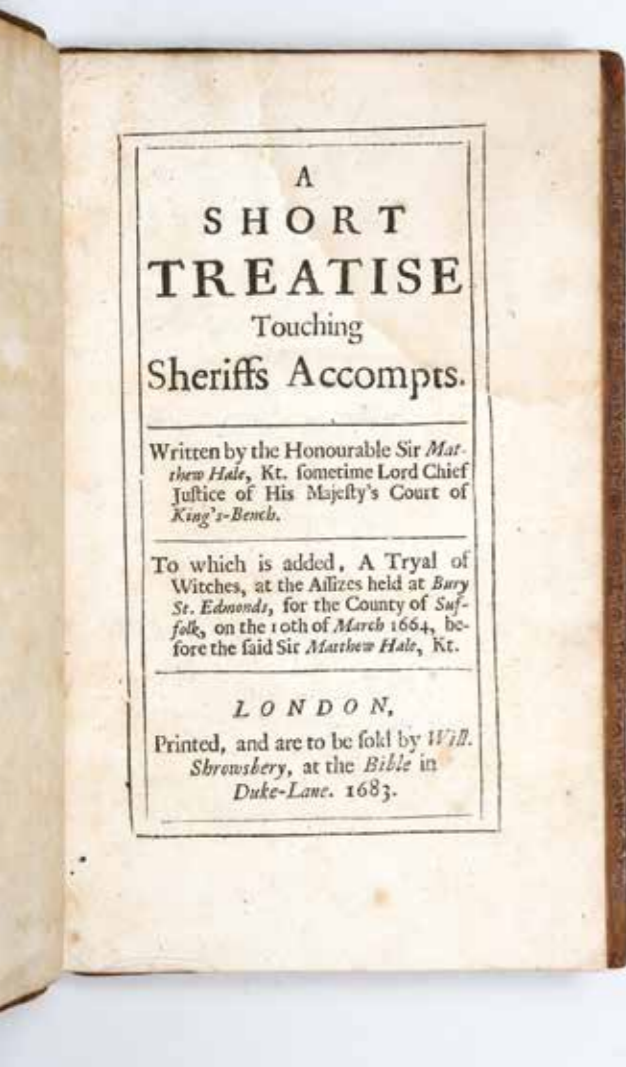 A
SHORT
TREATISE
Touching
Sheriffs Accompts.
Written by the Honourable Sir Mat-
thew Hale, Kt. ſometime Lord Chief
Juſtice of His Majeſty's Court of
King's-Bench.
To which is added, A Tryal of
Witches, at the Aſſizes held at Bury
St. Edmonds, for the County of Suf-
folk, on the 10th of March 1664, be-
fore the ſaid Sir Matthew Hale, Kt.
LONDON,
Printed, and are to be ſold by Will.
Shrowsbery, at the Bible in
Duke-Lane. 1683.